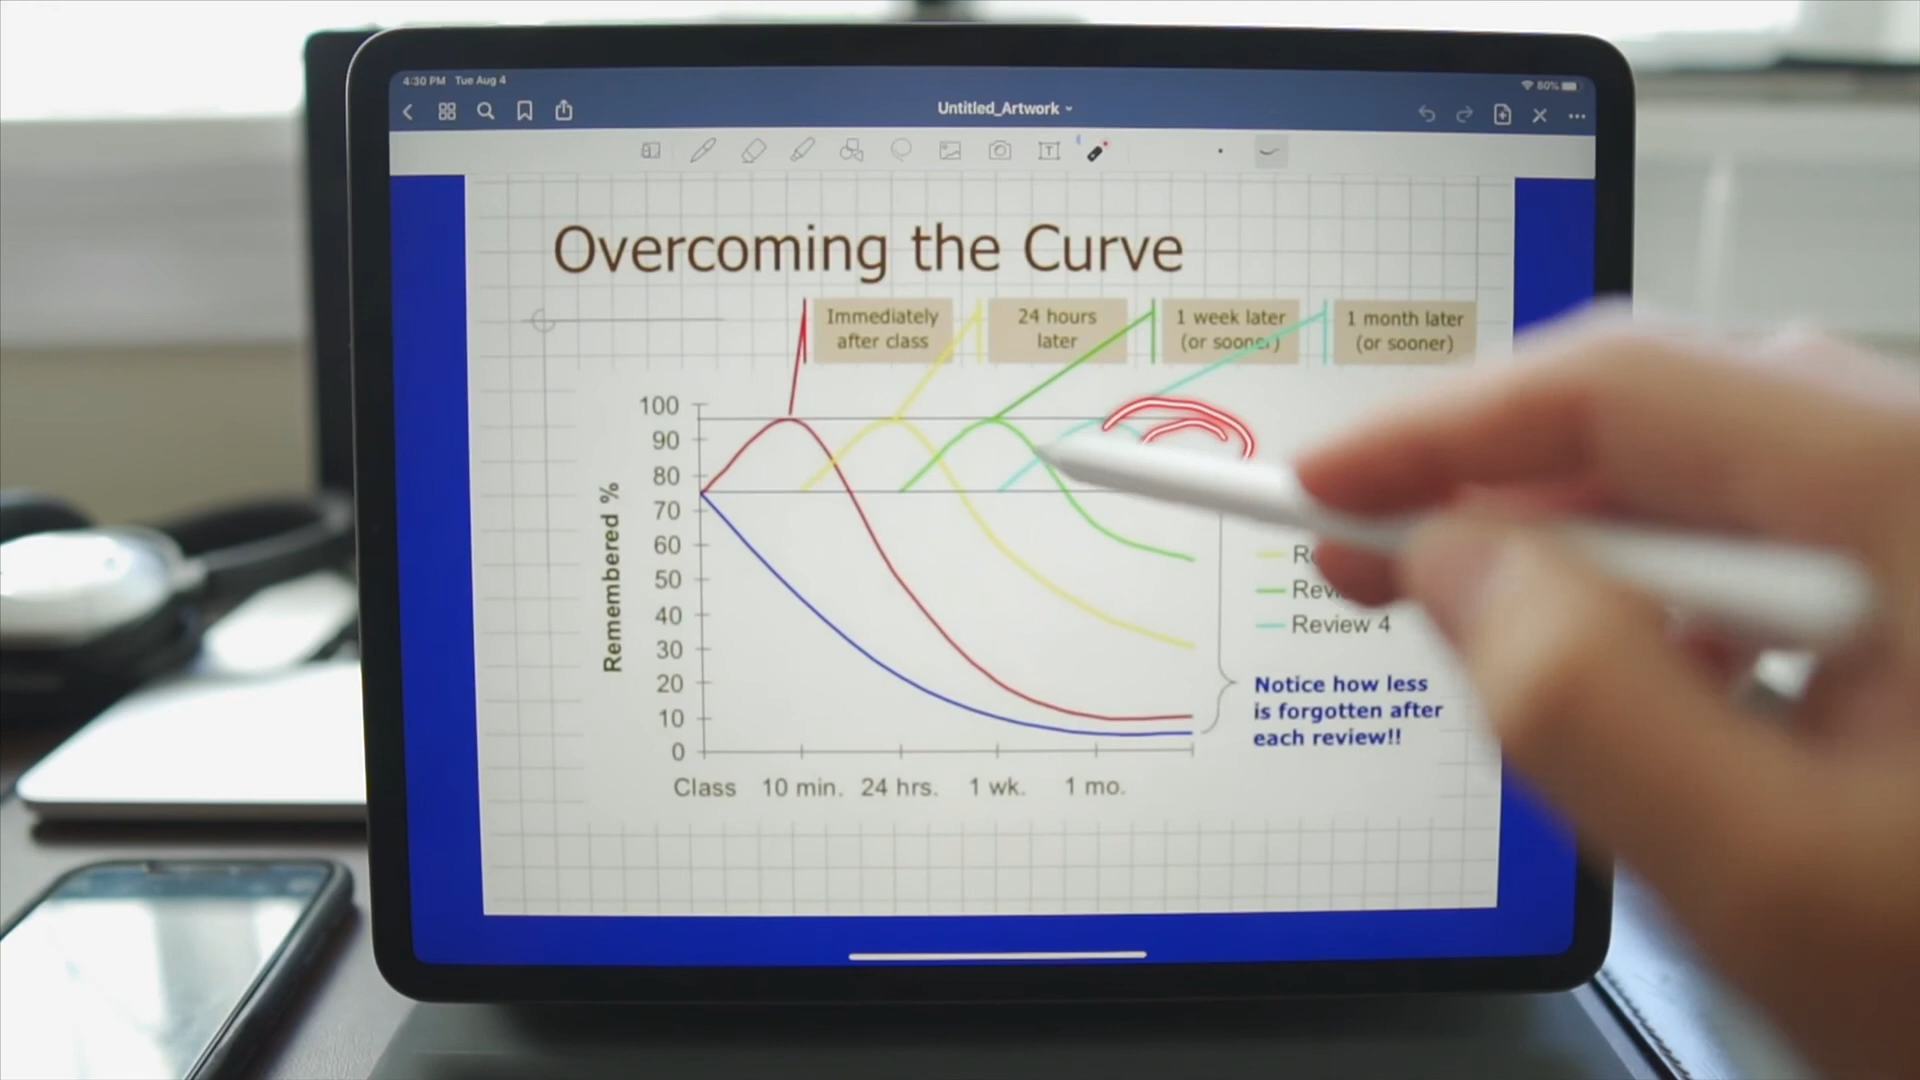 4:30 PM Tue Aug 4
80%
Untitled_Artwork
Overcoming the Curve
Immediately
after class
24 hours
later
1 week later
(or sooner)
1 month later
(or sooner)
Remembered %
100
90
80
70
60
50
40
30
20
10
0
Class 10 min. 24 hrs. 1 wk. 1 mo.
Review 4
Notice how less
is forgotten after
each review!!